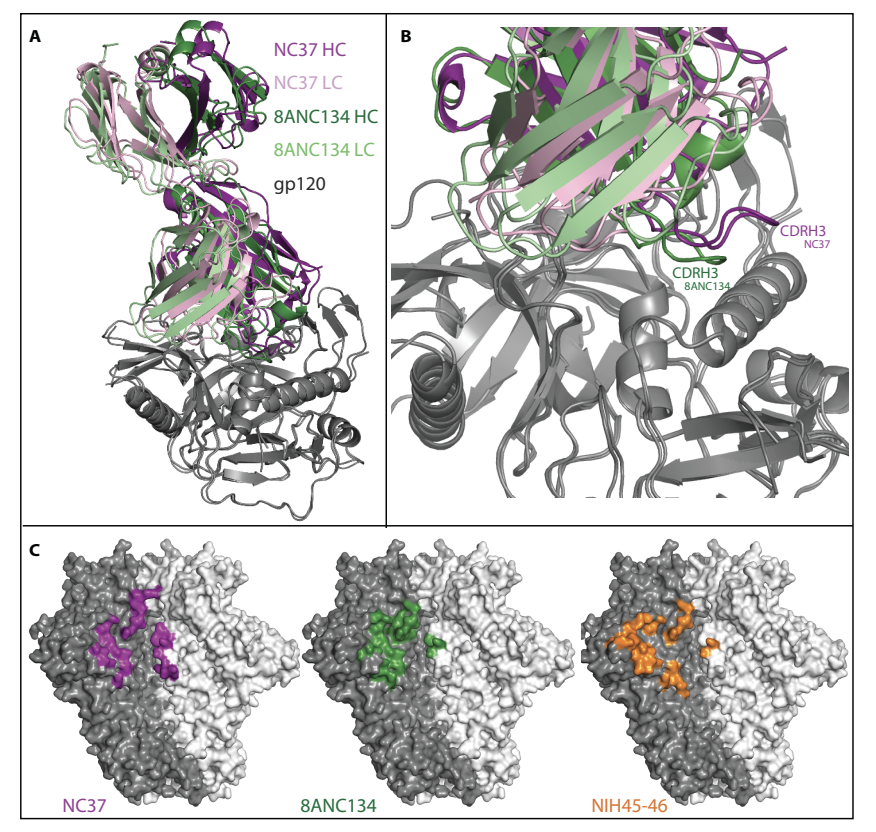 A
NC37 HC
NC37 LC
8ANC134 HC
8ANC134 LC
gp120
B
CDRH3
NC37
CDRH3
8ANC134
C
NC37
8ANC134
NIH45-46